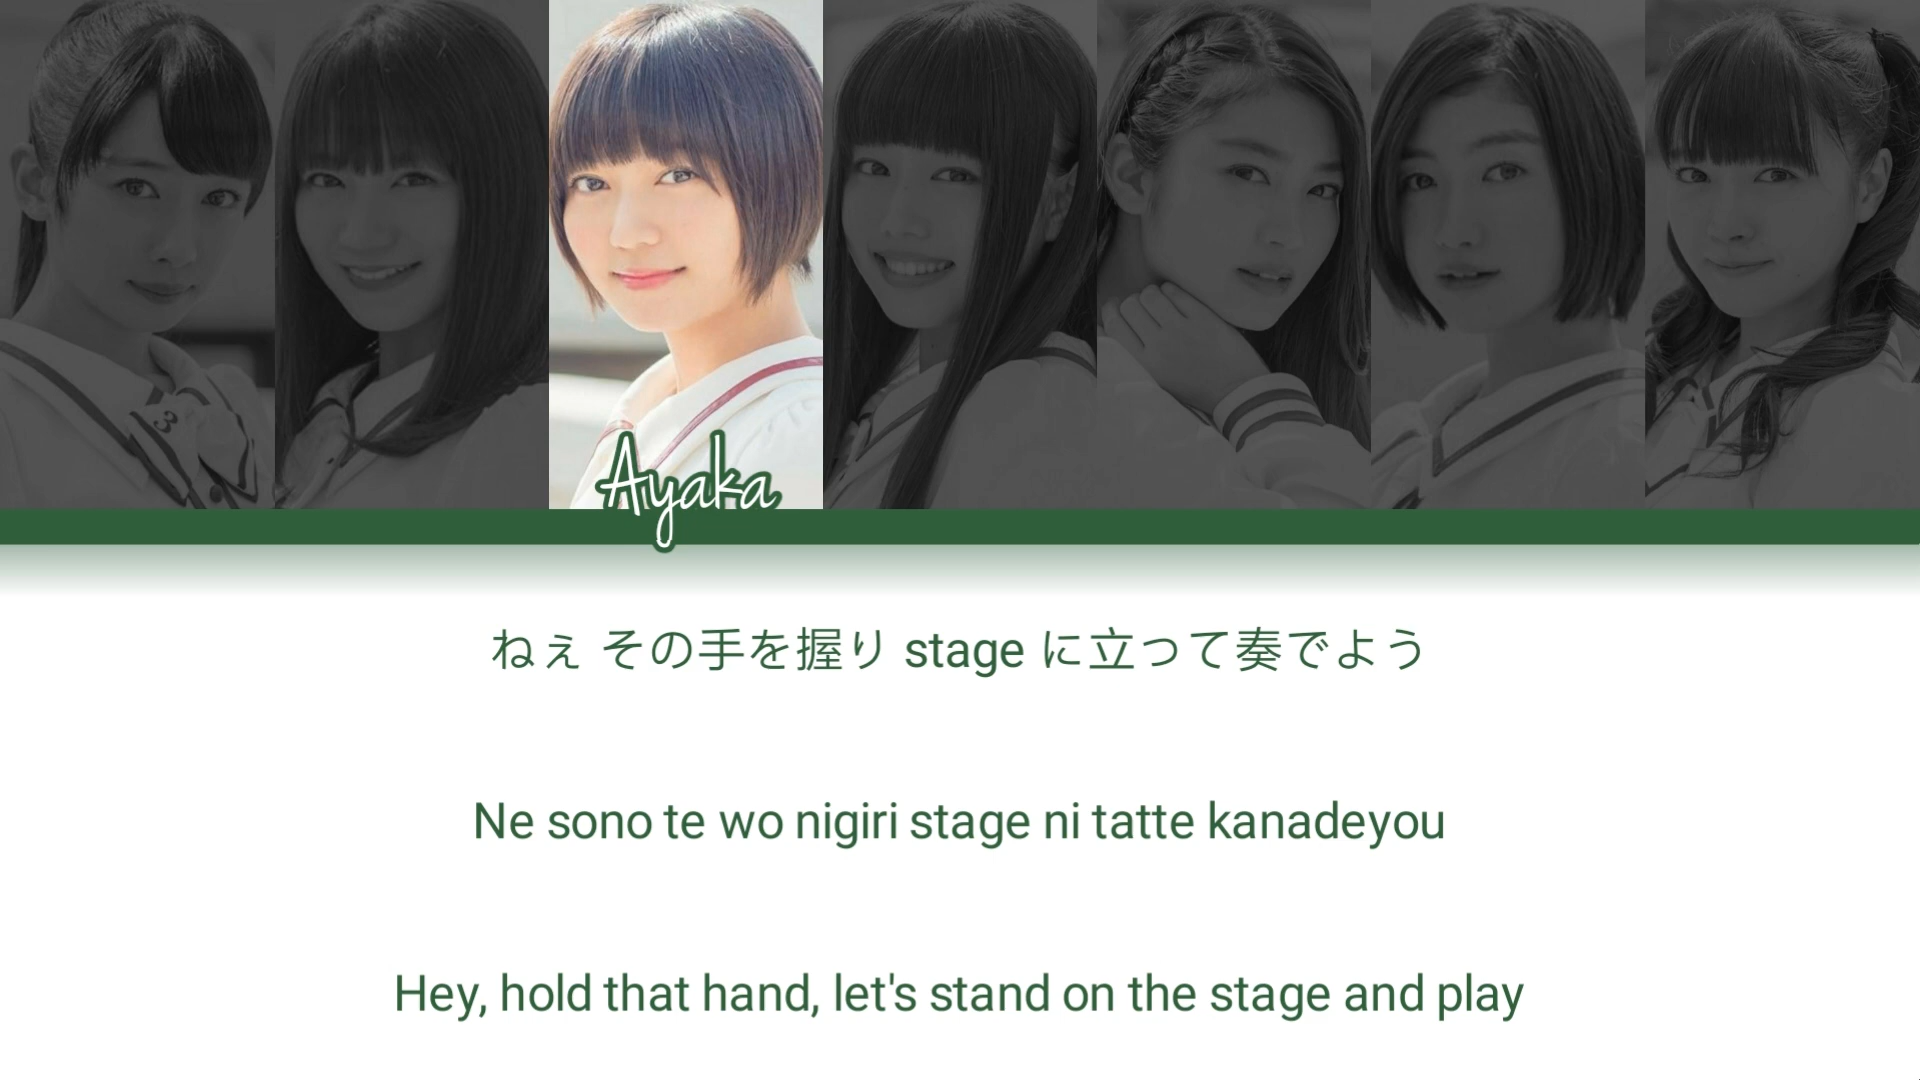 3
Ayaka
ねぇ その手を握り stage に立って奏でよう
Ne sono te wo nigiri stage ni tatte kanadeyou
Hey, hold that hand, let's stand on the stage and play